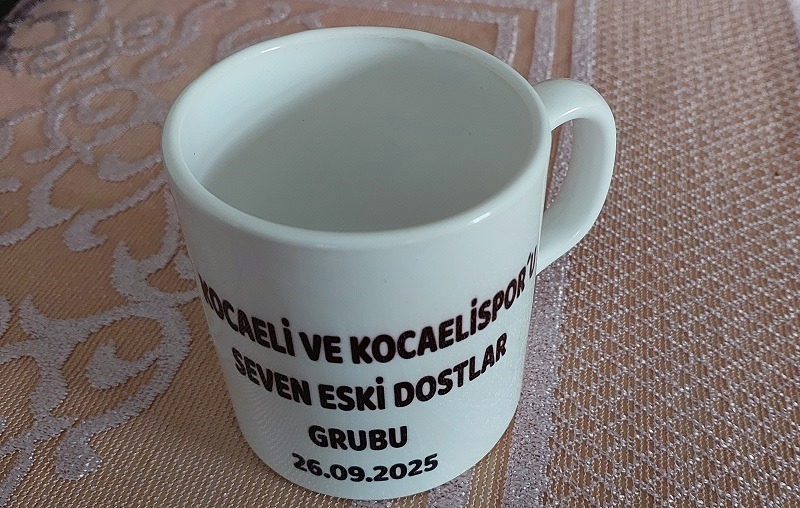 KOCAELİ VE KOCAELİSPOR'U
SEVEN ESKİ DOSTLAR
GRUBU
26.09.2025